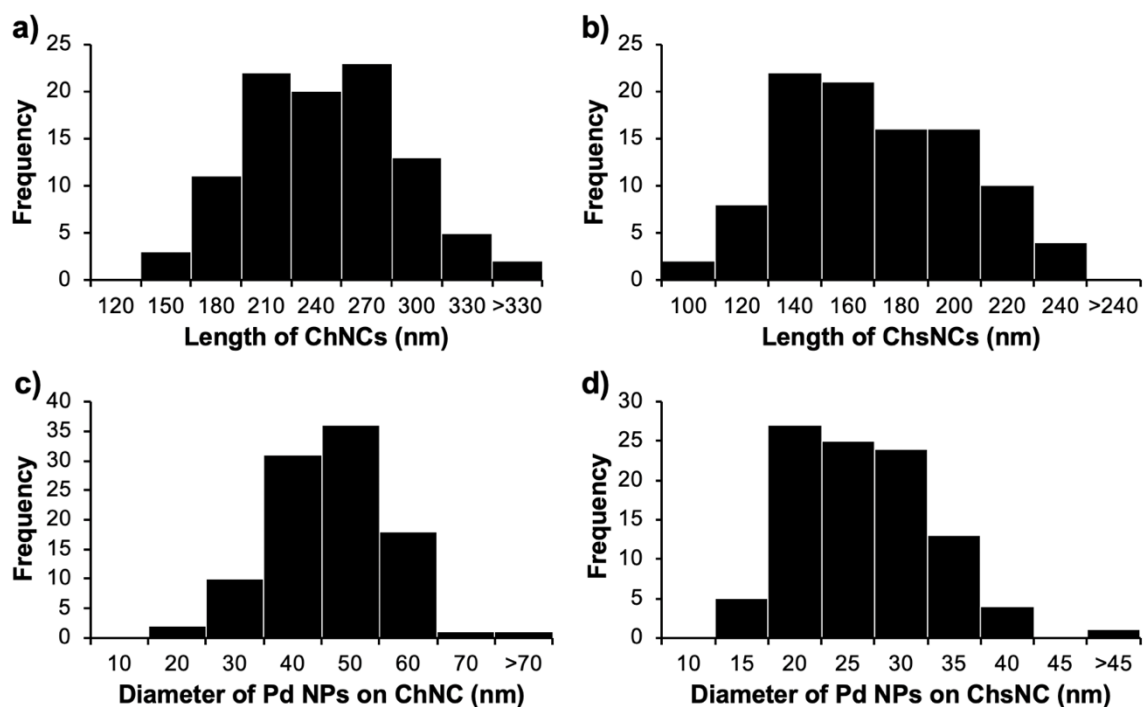 a)
25
20
15
10
5
0
Frequency
120 150 180 210 240 270 300 330 >330
Length of ChNCs (nm)
b)
25
20
15
10
5
0
Frequency
100 120 140 160 180 200 220 240 >240
Length of ChsNCs (nm)
c)
40
35
30
25
20
15
10
5
0
Frequency
10 20 30 40 50 60 70 >70
Diameter of Pd NPs on ChNC (nm)
d)
30
25
20
15
10
5
0
Frequency
10 15 20 25 30 35 40 45 >45
Diameter of Pd NPs on ChsNC (nm)